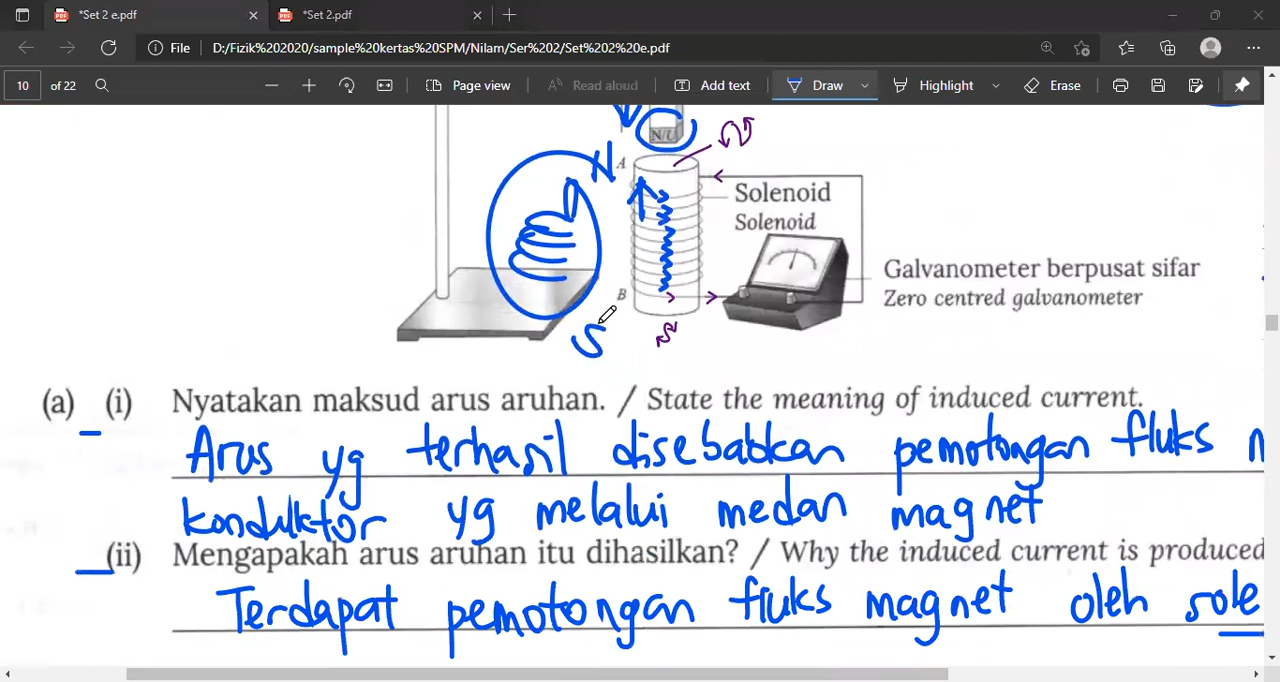 *Set 2 e.pdf
*Set 2.pdf
File D:/Fizik%202020/sample%20kertas%20SPM/Nilam/Ser%202/Set%202%20e.pdf
10 of 22 Page view Read aloud Add text Draw Highlight Erase
N/U
A
N
Solenoid
Solenoid
B
S
Galvanometer berpusat sifar
Zero centred galvanometer
(a) (i) Nyatakan maksud arus aruhan. / State the meaning of induced current.
Arus yg terhasil disebabkan pemotongan fluks
konduktor yg melalui medan magnet
(ii) Mengapakah arus aruhan itu dihasilkan? / Why the induced current is produced
Terdapat pemotongan fluks magnet oleh sole